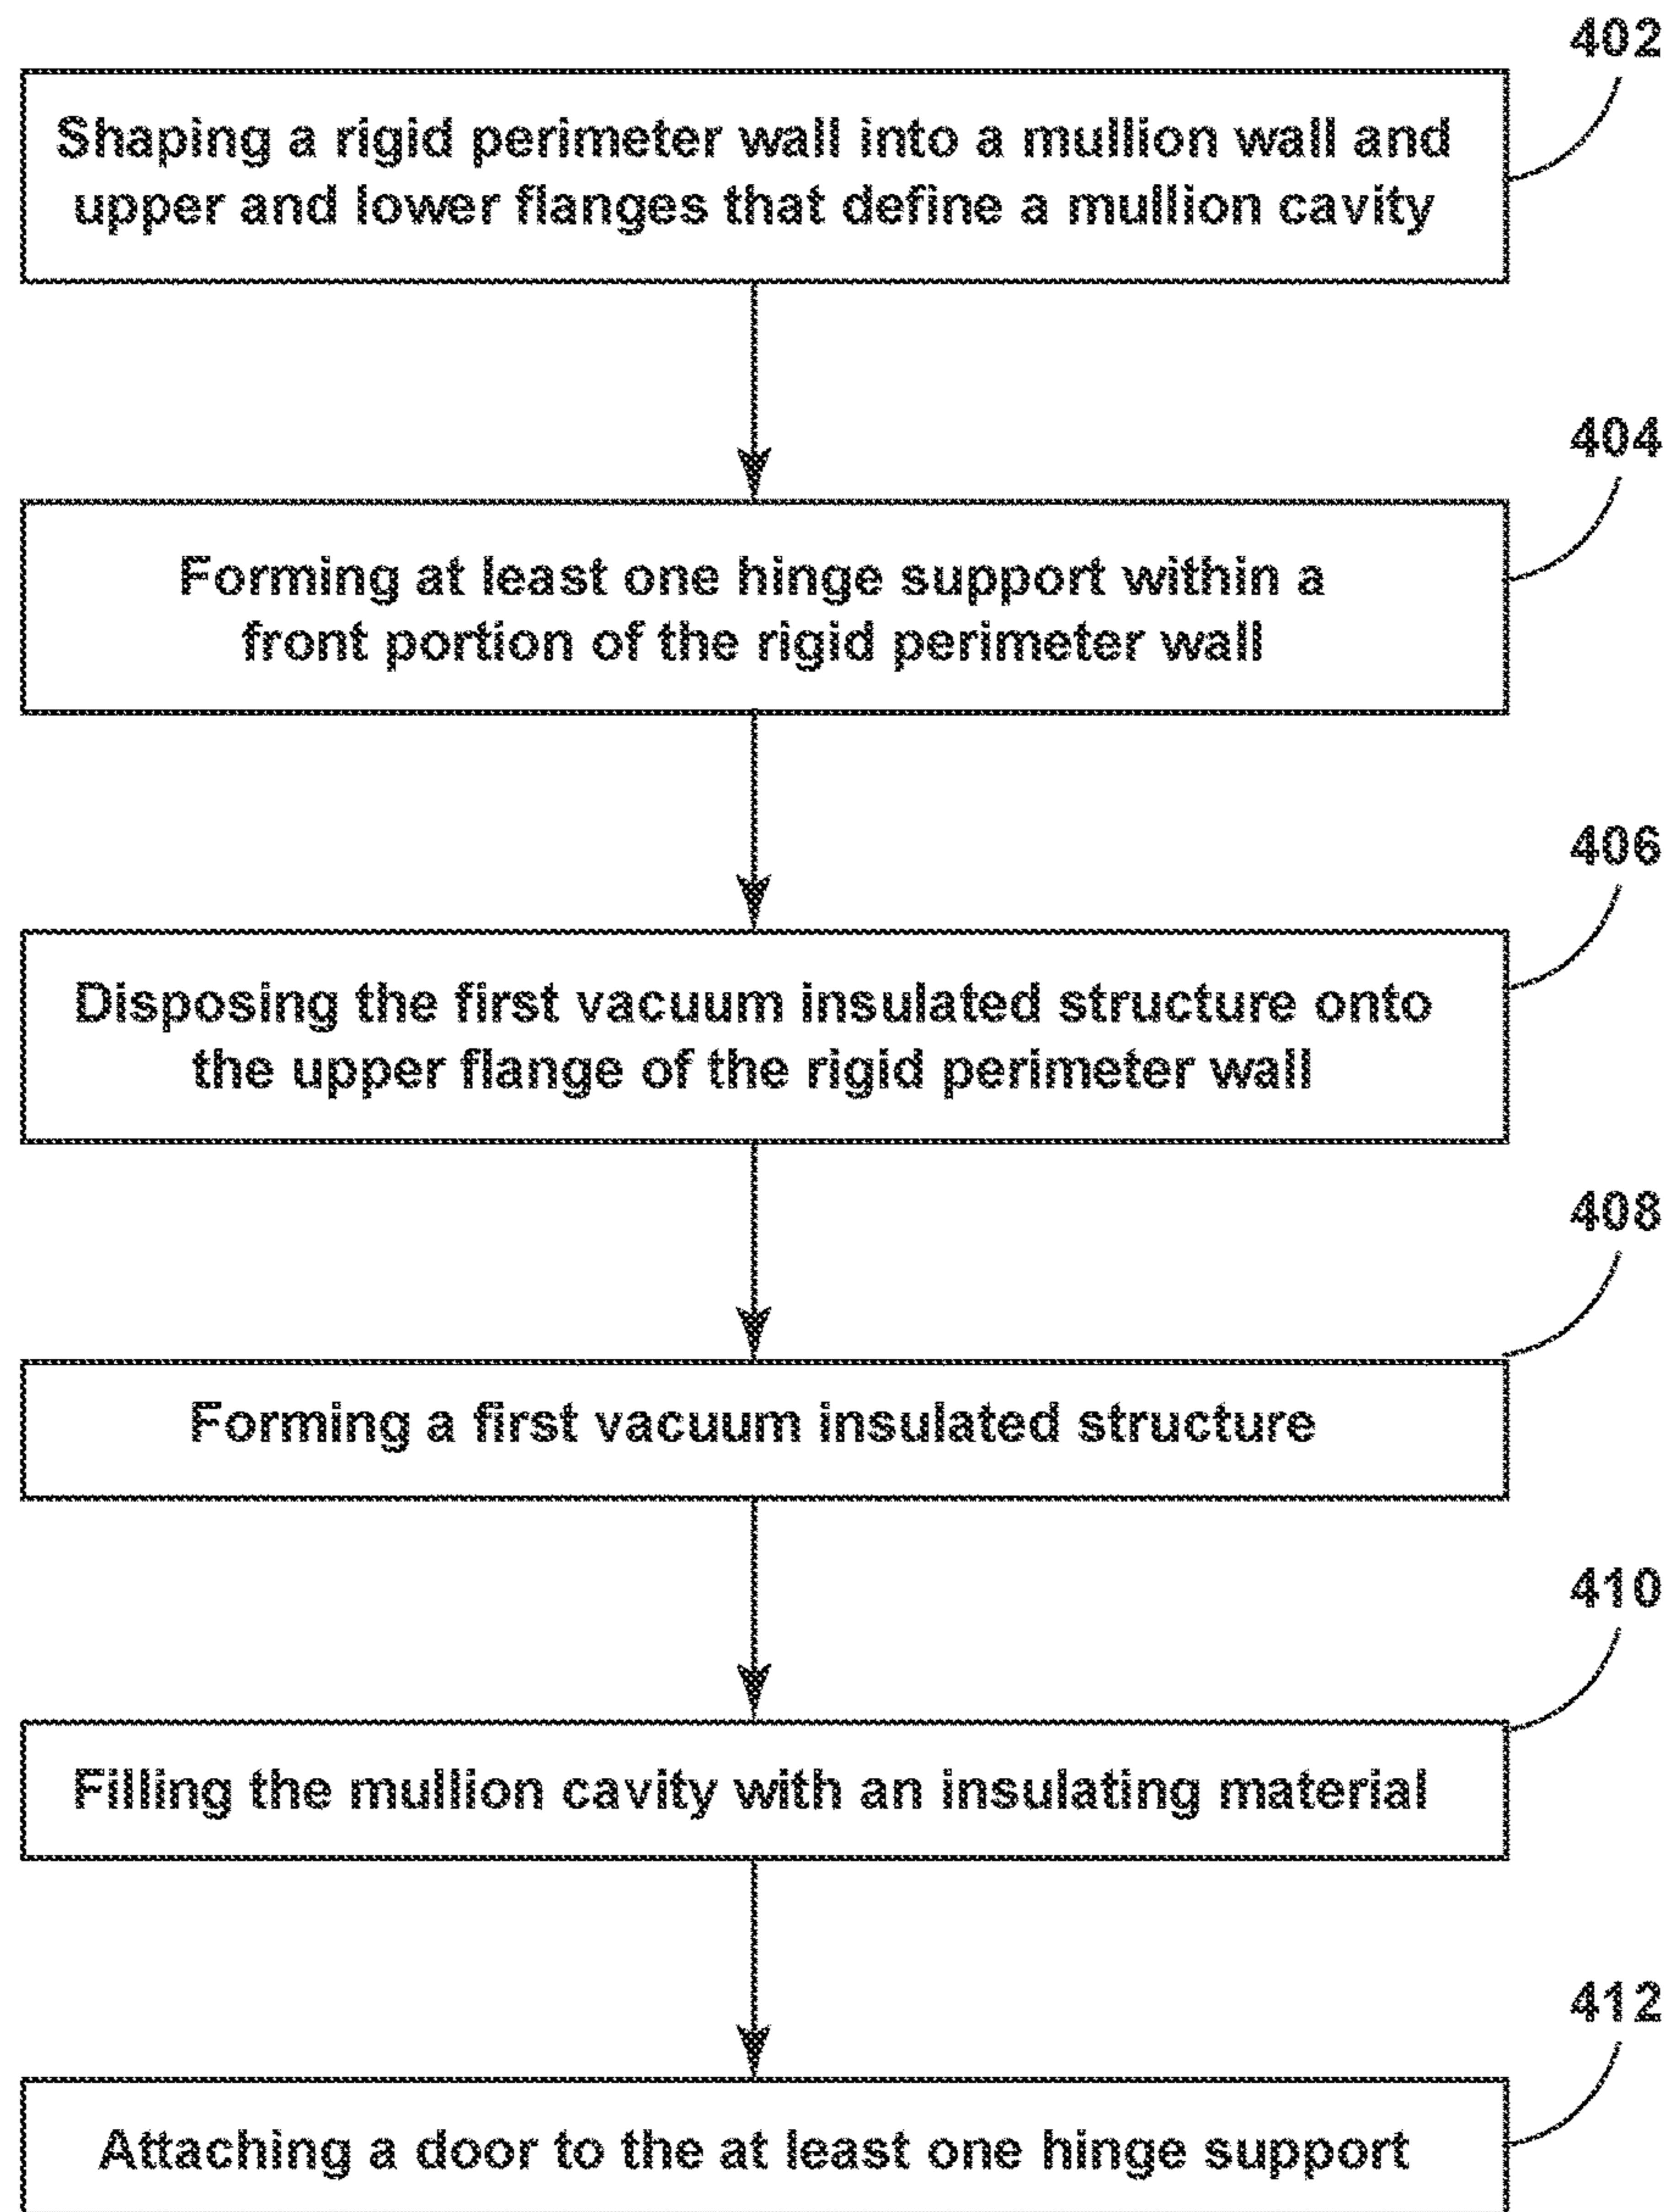 402
Shaping a rigid perimeter wall into a mullion wall and
upper and lower flanges that define a mullion cavity
404
Forming at least one hinge support within a
front portion of the rigid perimeter wall
406
Disposing the first vacuum insulated structure onto
the upper flange of the rigid perimeter wall
408
Forming a first vacuum insulated structure
410
Filling the mullion cavity with an insulating material
412
Attaching a door to the at least one hinge support